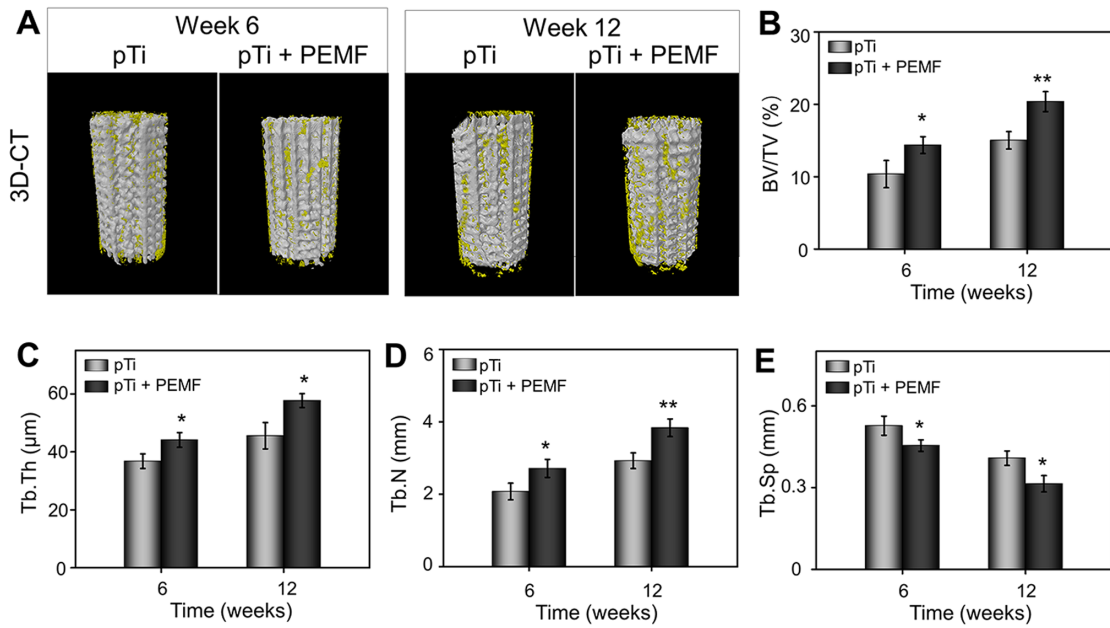 A
Week 6
Week 12
pTi
pTi + PEMF
pTi
pTi + PEMF
3D-CT
B
30
20
10
0
BV/TV (%)
pTi
pTi + PEMF
*
**
6
12
Time (weeks)
C
60
40
20
0
Tb.Th (μm)
pTi
pTi + PEMF
*
*
6
12
Time (weeks)
D
6
4
2
0
Tb.N (mm)
pTi
pTi + PEMF
*
**
6
12
Time (weeks)
E
0.6
0.3
0
Tb.Sp (mm)
pTi
pTi + PEMF
*
*
6
12
Time (weeks)